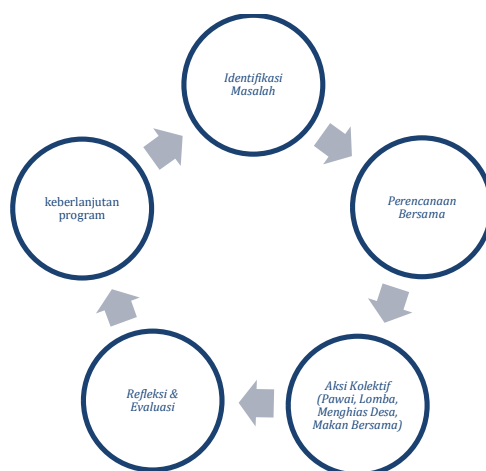 Identifikasi
Masalah
Perencanaan
Bersama
Aksi Kolektif
(Pawai, Lomba,
Menghias Desa,
Makan Bersama)
Refleksi &
Evaluasi
keberlanjutan
program